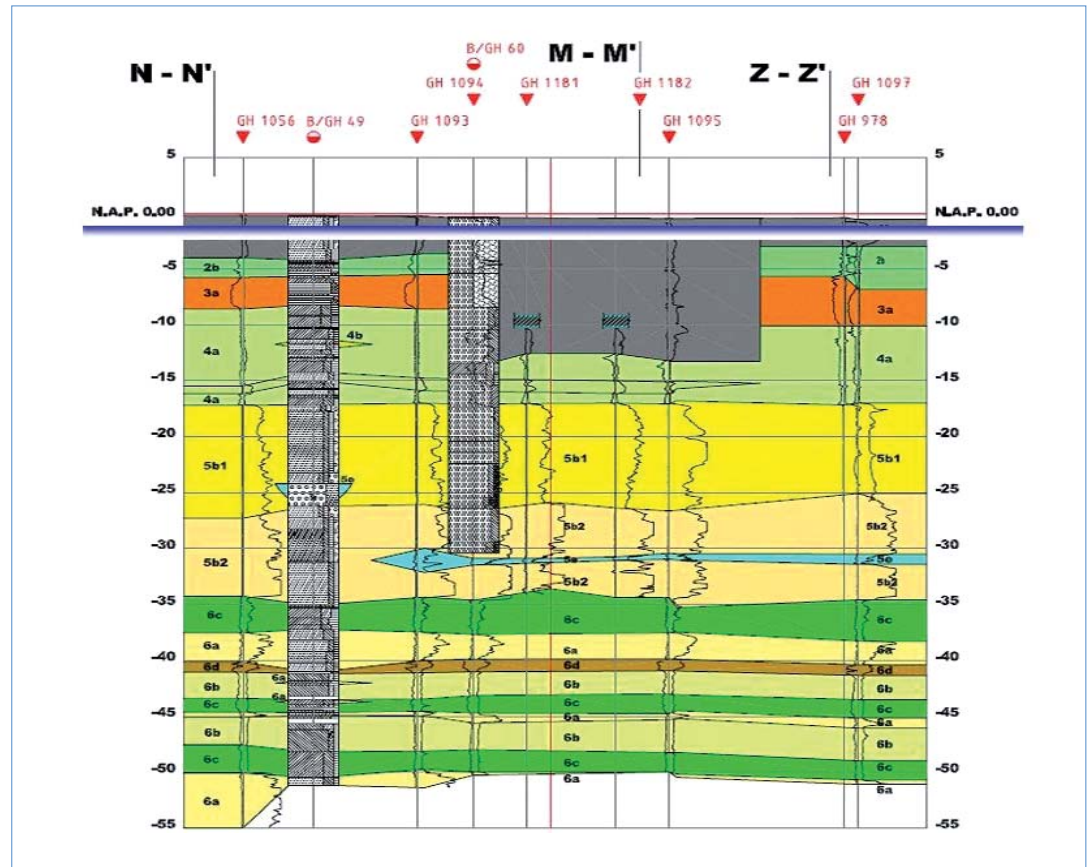 B/GH 60
M - M'
N - N'
Z - Z'
GH 1094
GH 1181
GH 1182
GH 1097
GH 1056
B/GH 49
GH 1093
GH 1095
GH 978
5
5
N.A.P. 0.00
N.A.P. 0.00
-5
2b
-5
3a
3a
-10
-10
4b
4a
4a
-15
-15
4a
-20
-20
5b1
5b1
5b1
-25
5e
-25
5b2
5b2
-30
-30
5b2
5e
5e
5b2
5b2
-35
-35
6c
6c
6c
6a
6a
6a
-40
-40
6d
6d
6d
6b
6a
6b
6b
6c
6a
6c
6c
-45
6a
6a
-45
6b
6b
6b
6c
6c
-50
-50
6a
6a
6a
-55
-55